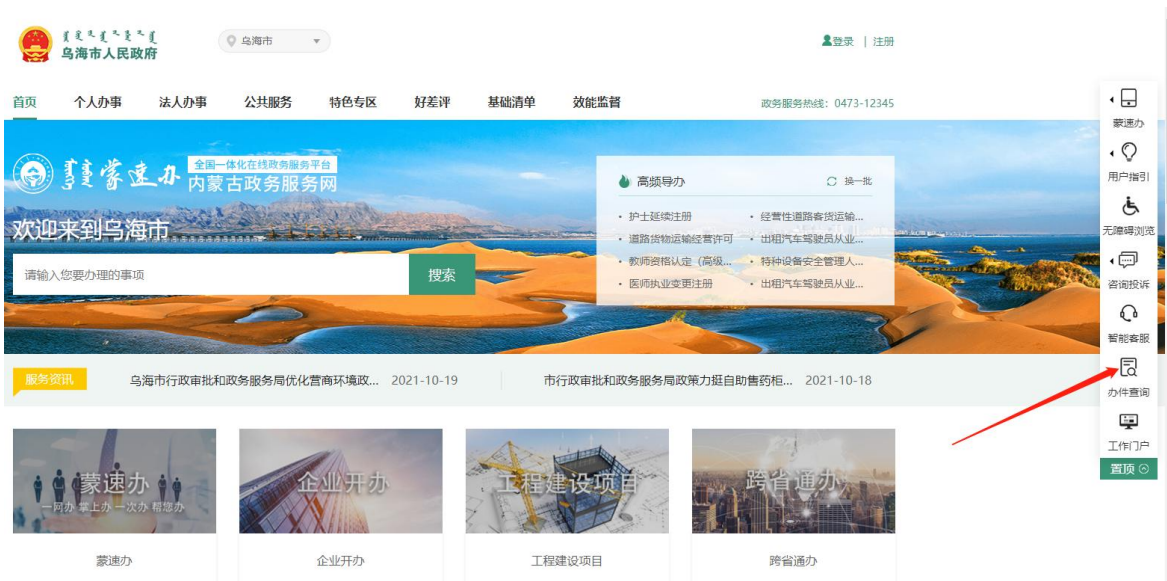 乌海市人民政府
乌海市
登录 | 注册
首页 个人办事 法人办事 公共服务 特色专区 好差评 基础清单 效能监督
政务服务热线: 0473-12345
蒙速办
全国一体化在线政务服务平台
内蒙古政务服务网
欢迎来到乌海市
请输入您要办理的事项
搜索
高频导办 换一批
• 护士延续注册 • 经营性道路客货运输...
• 道路货物运输经营许可 • 出租汽车驾驶员从业...
• 教师资格认定（高级... • 特种设备安全管理人...
• 医师执业变更注册 • 出租汽车驾驶员从业...
服务资讯
乌海市行政审批和政务服务局优化营商环境政... 2021-10-19
市行政审批和政务服务局政策力挺自助售药柜... 2021-10-18
蒙速办
一网办 掌上办 一次办 帮您办
企业开办
工程建设项目
跨省通办
蒙速办
企业开办
工程建设项目
跨省通办
蒙速办
用户指引
无障碍浏览
咨询投诉
智能客服
办件查询
工作门户
置顶